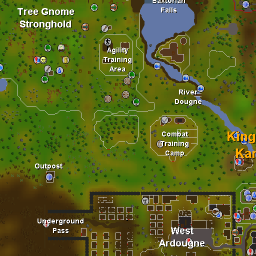 Baxtorian
Falls
Tree Gnome
Stronghold
Agility
Training
Area
River
Dougne
Combat
Training
Camp
King
Kan
Outpost
Underground
Pass
West
Ardougne